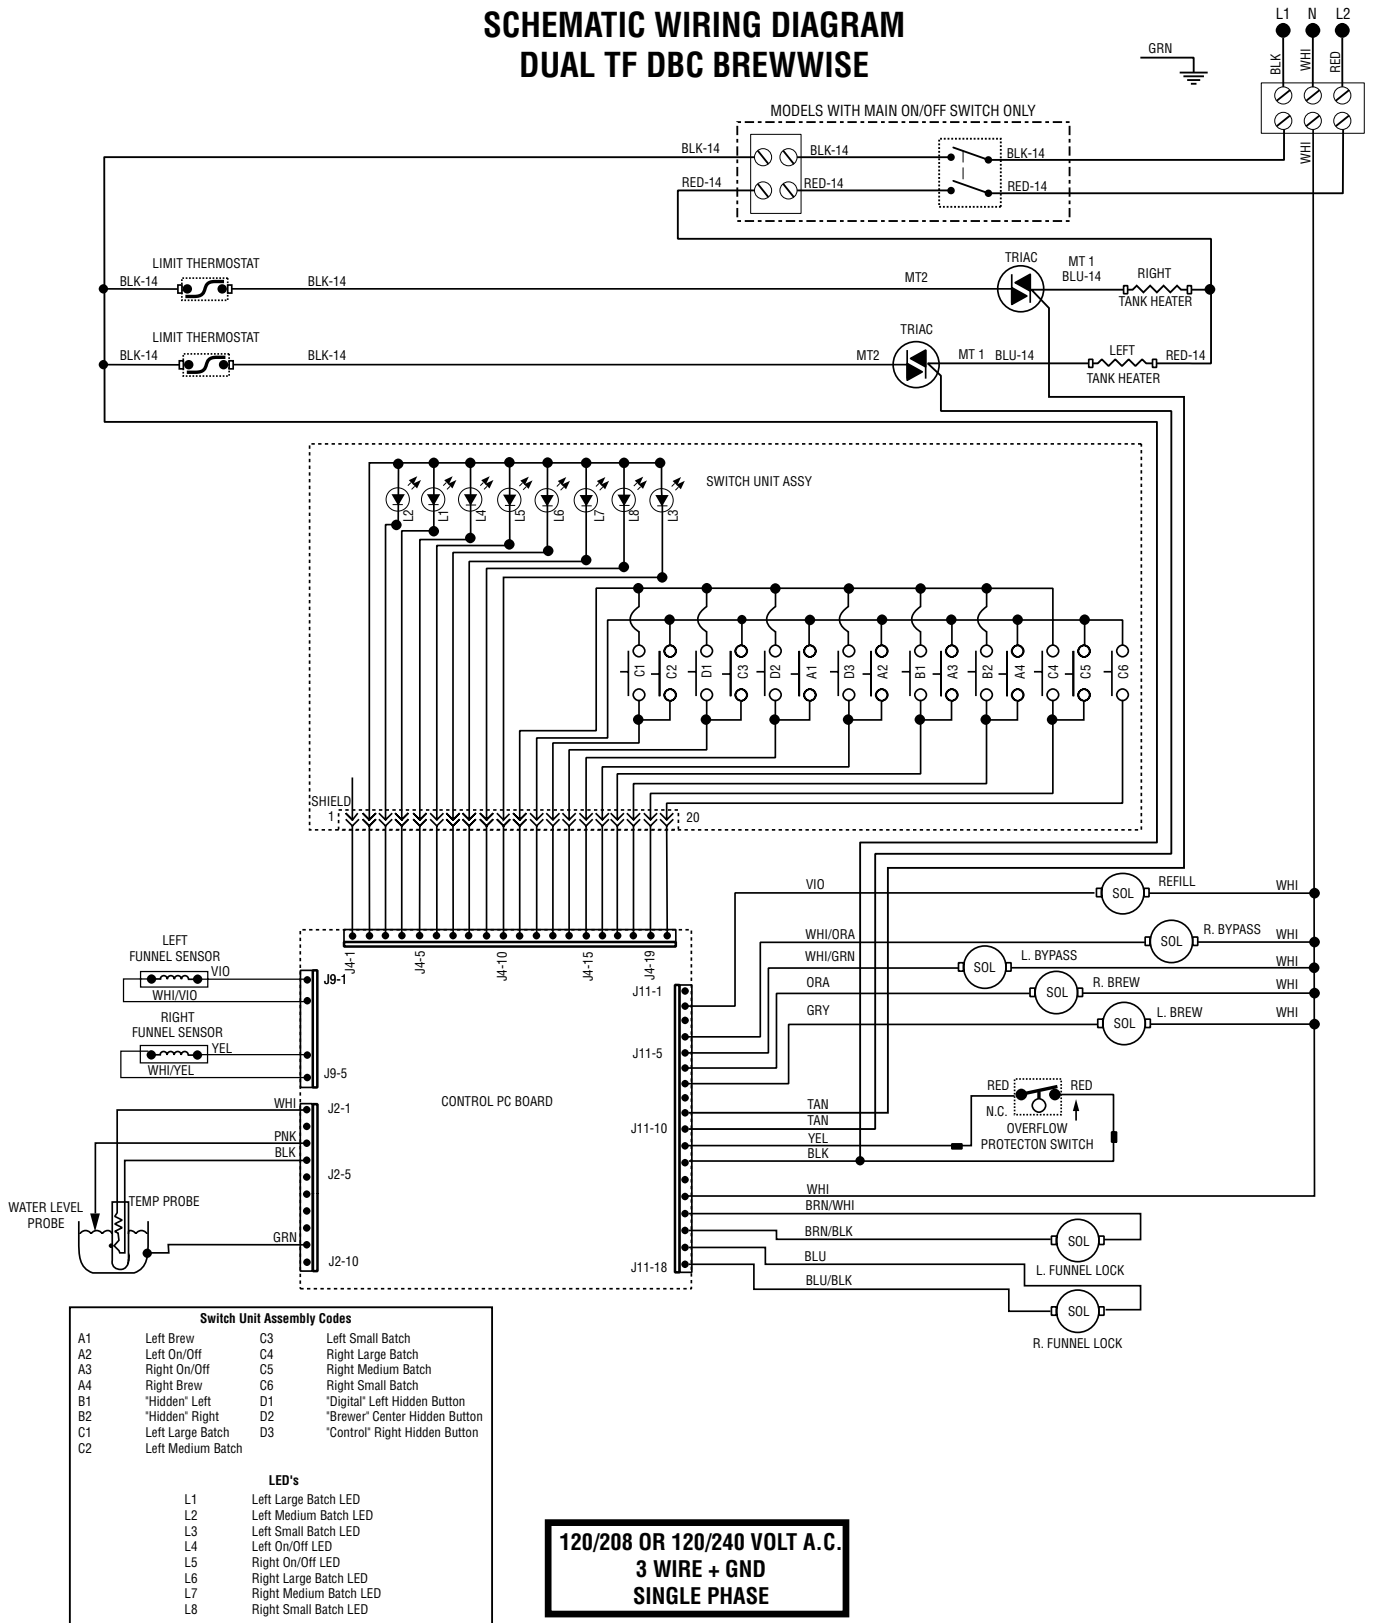 SCHEMATIC WIRING DIAGRAM
DUAL TF DBC BREWWISE
L1 N L2
GRN
BLK WHI RED
MODELS WITH MAIN ON/OFF SWITCH ONLY
BLK-14 BLK-14 BLK-14
WHI
RED-14 RED-14 RED-14
LIMIT THERMOSTAT
BLK-14 BLK-14
MT2 TRIAC MT 1
BLU-14 RIGHT
TANK HEATER
LIMIT THERMOSTAT
BLK-14 BLK-14
TRIAC
MT2 MT 1 BLU-14 LEFT RED-14
TANK HEATER
SWITCH UNIT ASSY
L2 L1 L4 L5 L6 L7 L8 L3
C1 C2 D1 C3 D2 A1 D3 A2 B1 A3 B2 A4 C4 C5 C6
SHIELD
1 20
J4-1 J4-5 J4-10 J4-15 J4-19
VIO SOL REFILL WHI
WHI/ORA SOL R. BYPASS WHI
WHI/GRN SOL L. BYPASS WHI
ORA SOL R. BREW WHI
GRY SOL L. BREW WHI
LEFT
FUNNEL SENSOR
VIO J9-1
WHI/VIO
RIGHT
FUNNEL SENSOR
YEL
WHI/YEL J9-5
J11-1
J11-5
J11-10
J11-18
CONTROL PC BOARD
RED RED
N.C.
OVERFLOW
PROTECTON SWITCH
TAN
TAN
YEL
BLK
WHI
BRN/WHI
BRN/BLK SOL
L. FUNNEL LOCK
BLU
BLU/BLK SOL
R. FUNNEL LOCK
WHI J2-1
PNK
BLK
J2-5
WATER LEVEL
PROBE
TEMP PROBE
GRN
J2-10
Switch Unit Assembly Codes
A1 Left Brew C3 Left Small Batch
A2 Left On/Off C4 Right Large Batch
A3 Right On/Off C5 Right Medium Batch
A4 Right Brew C6 Right Small Batch
B1 "Hidden" Left D1 "Digital" Left Hidden Button
B2 "Hidden" Right D2 "Brewer" Center Hidden Button
C1 Left Large Batch D3 "Control" Right Hidden Button
C2 Left Medium Batch
LED's
L1 Left Large Batch LED
L2 Left Medium Batch LED
L3 Left Small Batch LED
L4 Left On/Off LED
L5 Right On/Off LED
L6 Right Large Batch LED
L7 Right Medium Batch LED
L8 Right Small Batch LED
120/208 OR 120/240 VOLT A.C.
3 WIRE + GND
SINGLE PHASE